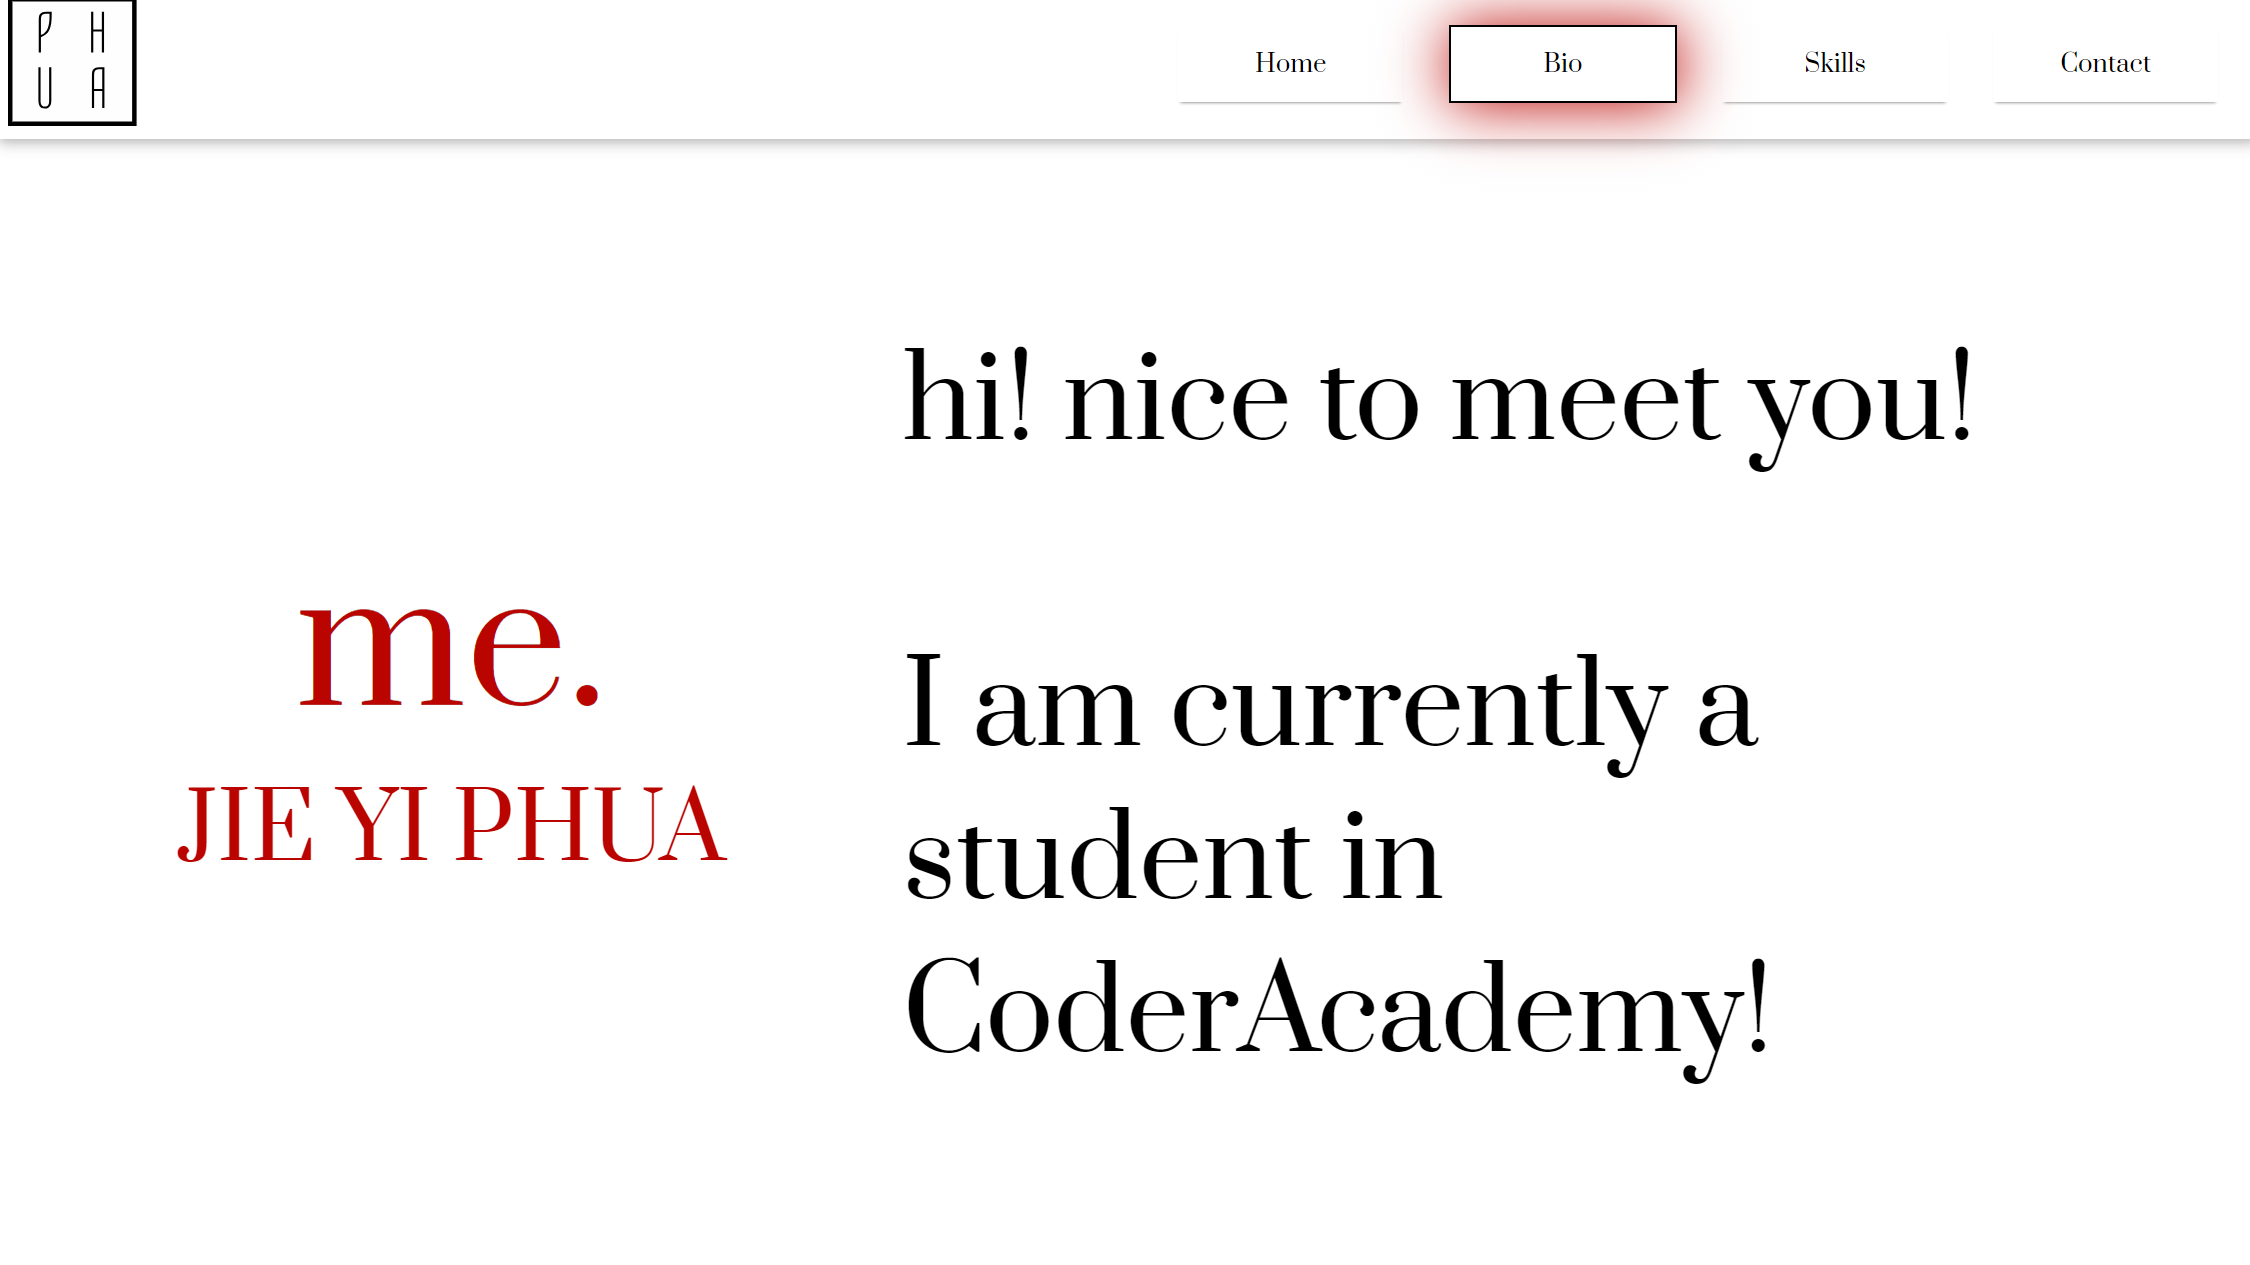 P H
U A
Home Bio Skills Contact
hi! nice to meet you!
me.
JIE YI PHUA
I am currently a
student in
CoderAcademy!